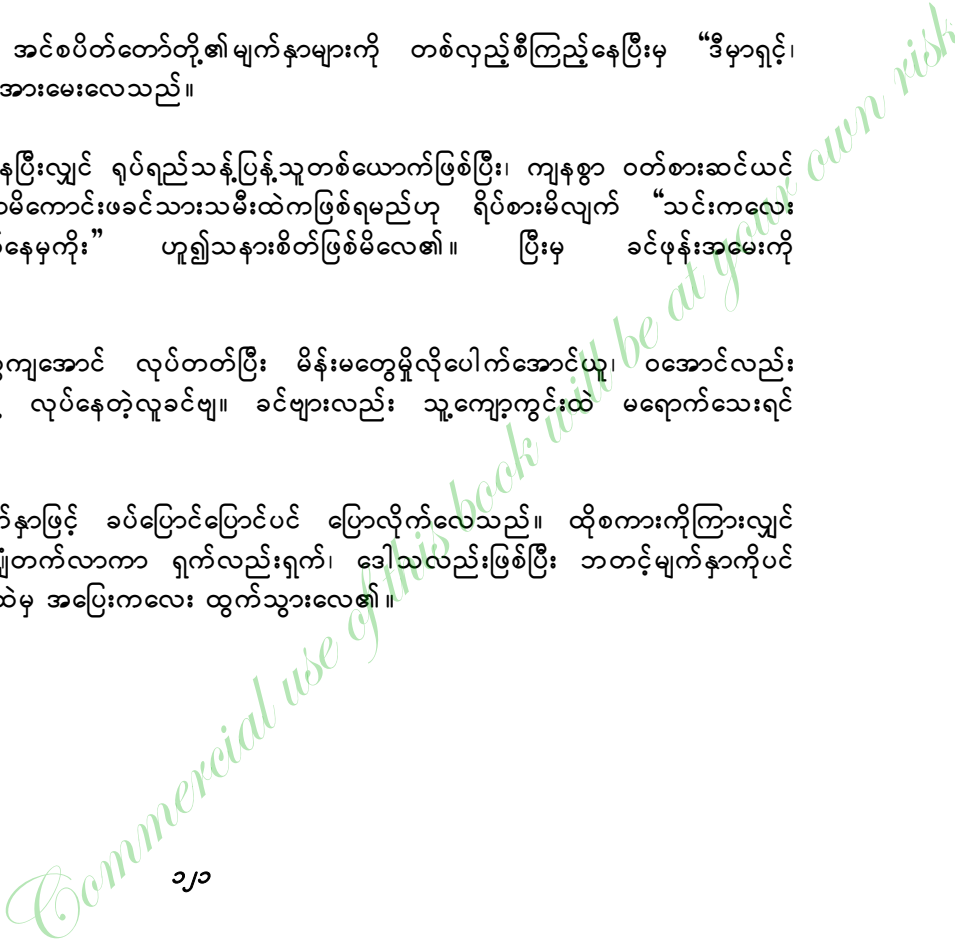 အင်စပိတ်တော်တို့၏မျက်နှာများကို တစ်လှည့်စီကြည့်နေပြီးမှ “ဒီမှာရှင့်၊
အားမေးလေသည်။
နေပြီးလျှင် ရုပ်ရည်သန့်ပြန့်သူတစ်ယောက်ဖြစ်ပြီး၊ ကျနစွာ ဝတ်စားဆင်ယင်
မိကောင်းဖခင်သားသမီးထဲကဖြစ်ရမည်ဟု ရိပ်စားမိလျက် “သင်းကလေး
နေမှကိုး” ဟူ၍သနားစိတ်ဖြစ်မိလေ၏။ ပြီးမှ ခင်ဖုန်းအမေးကို
ကျအောင် လုပ်တတ်ပြီး မိန်းမတွေမှိုလိုပေါက်အောင်ယူ၊ ဝအောင်လည်း
လုပ်နေတဲ့လူခင်ဗျ။ ခင်ဗျားလည်း သူ့ကျော့ကွင်းထဲ မရောက်သေးရင်
နှာဖြင့် ခပ်ပြောင်ပြောင်ပင် ပြောလိုက်လေသည်။ ထိုစကားကိုကြားလျှင်
တက်လာကာ ရှက်လည်းရှက်၊ ဒေါသလည်းဖြစ်ပြီး ဘတင့်မျက်နှာကိုပင်
ထဲမှ အပြေးကလေး ထွက်သွားလေ၏။
Commercial use of this book will be at your own risk
၁၂၁